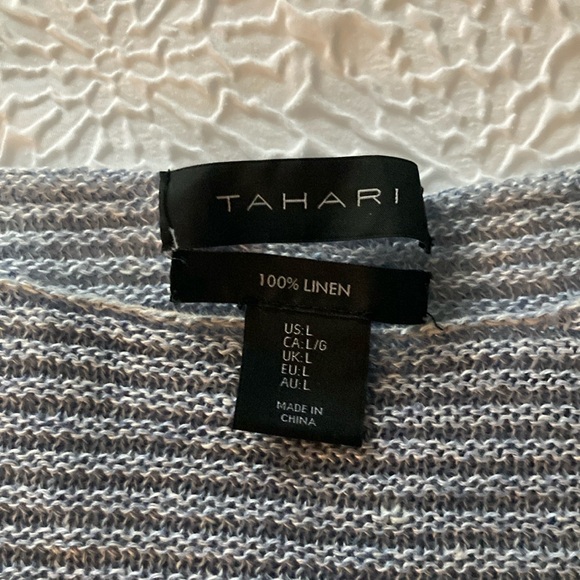 TAHARI
100% LINEN
US:L
CA:L/G
UK:L
EU:L
AU:L
MADE IN
CHINA